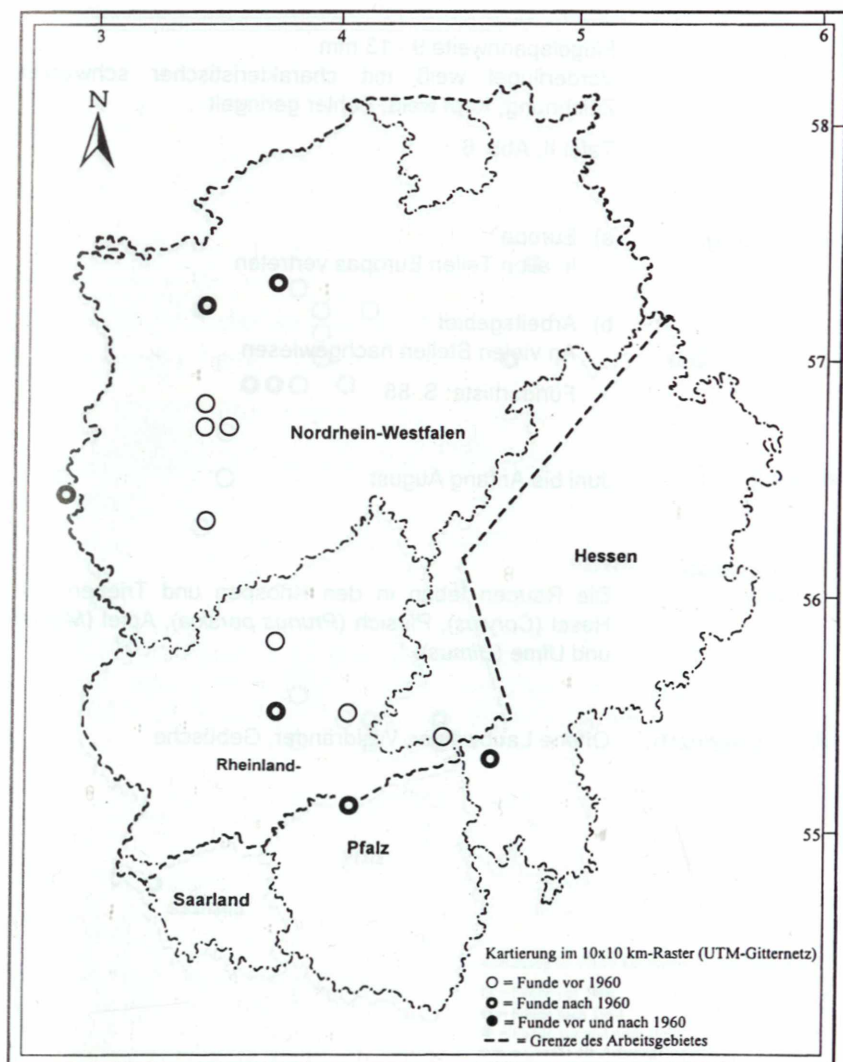 3 4 5 6
N
58
57
Nordrhein-Westfalen
Hessen
56
Rheinland-
55
Pfalz
Saarland
Kartierung im 10x10 km-Raster (UTM-Gitternetz)
= Funde vor 1960
= Funde nach 1960
= Funde vor und nach 1960
= Grenze des Arbeitsgebietes